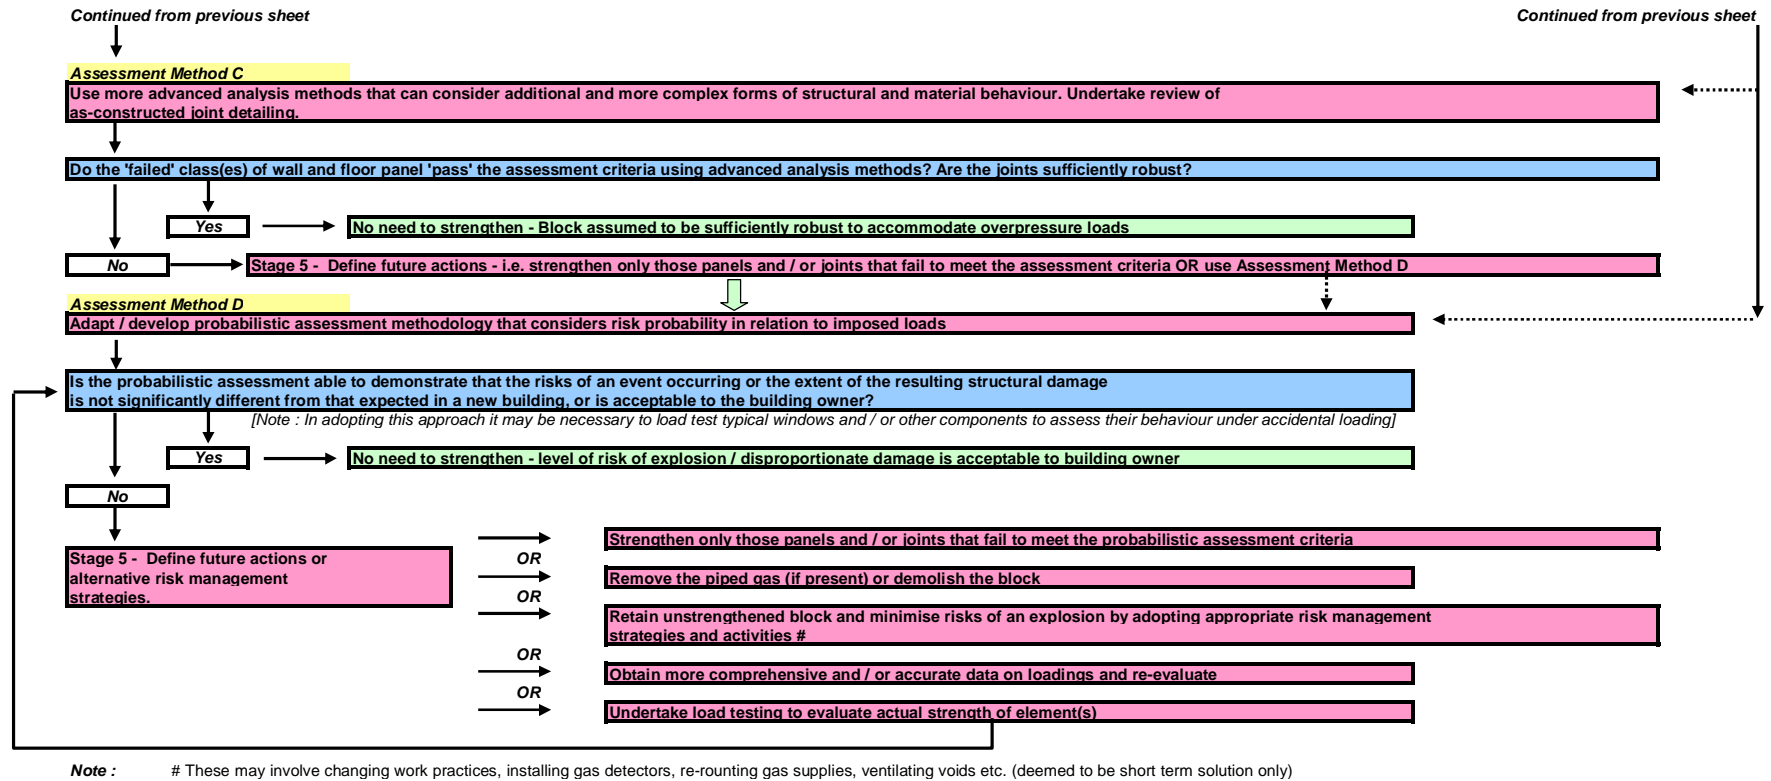 Continued from previous sheet
Continued from previous sheet
Assessment Method C
Use more advanced analysis methods that can consider additional and more complex forms of structural and material behaviour. Undertake review of
as-constructed joint detailing.
Do the 'failed' class(es) of wall and floor panel 'pass' the assessment criteria using advanced analysis methods? Are the joints sufficiently robust?
Yes
No need to strengthen - Block assumed to be sufficiently robust to accommodate overpressure loads
No
Stage 5 - Define future actions - i.e. strengthen only those panels and / or joints that fail to meet the assessment criteria OR use Assessment Method D
Assessment Method D
Adapt / develop probabilistic assessment methodology that considers risk probability in relation to imposed loads
Is the probabilistic assessment able to demonstrate that the risks of an event occurring or the extent of the resulting structural damage
is not significantly different from that expected in a new building, or is acceptable to the building owner?
[Note : In adopting this approach it may be necessary to load test typical windows and / or other components to assess their behaviour under accidental loading]
Yes
No need to strengthen - level of risk of explosion / disproportionate damage is acceptable to building owner
No
Stage 5 - Define future actions or
alternative risk management
strategies.
Strengthen only those panels and / or joints that fail to meet the probabilistic assessment criteria
OR
Remove the piped gas (if present) or demolish the block
OR
Retain unstrengthened block and minimise risks of an explosion by adopting appropriate risk management
strategies and activities #
OR
Obtain more comprehensive and / or accurate data on loadings and re-evaluate
OR
Undertake load testing to evaluate actual strength of element(s)
Note : # These may involve changing work practices, installing gas detectors, re-rounting gas supplies, ventilating voids etc. (deemed to be short term solution only)